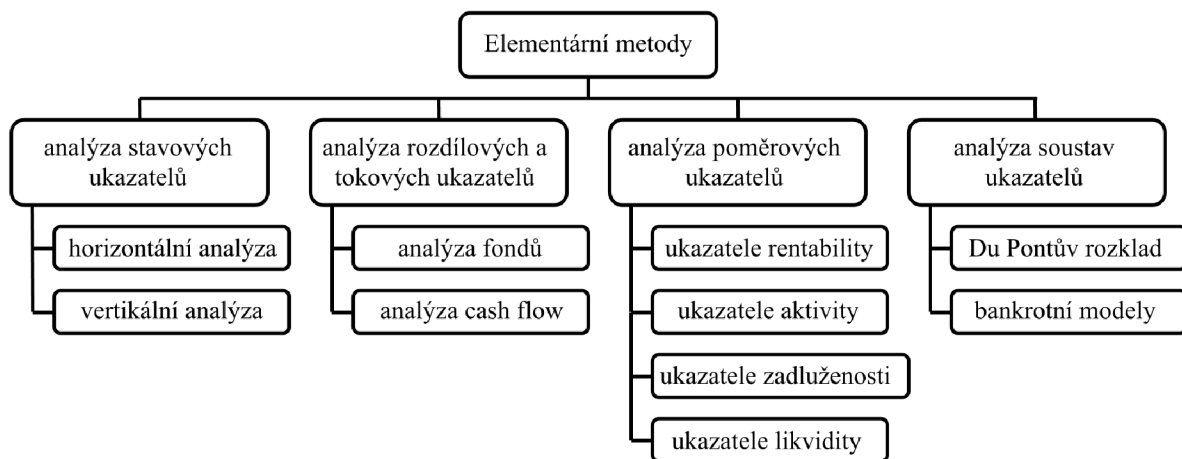 Elementární metody
analýza stavových
ukazatelů
analýza rozdílových a
tokových ukazatelů
analýza poměrových
ukazatelů
analýza soustav
ukazatelů
horizontální analýza
vertikální analýza
analýza fondů
analýza cash flow
ukazatele rentability
ukazatele aktivity
ukazatele zadluženosti
ukazatele likvidity
Du Pontův rozklad
bankrotní modely